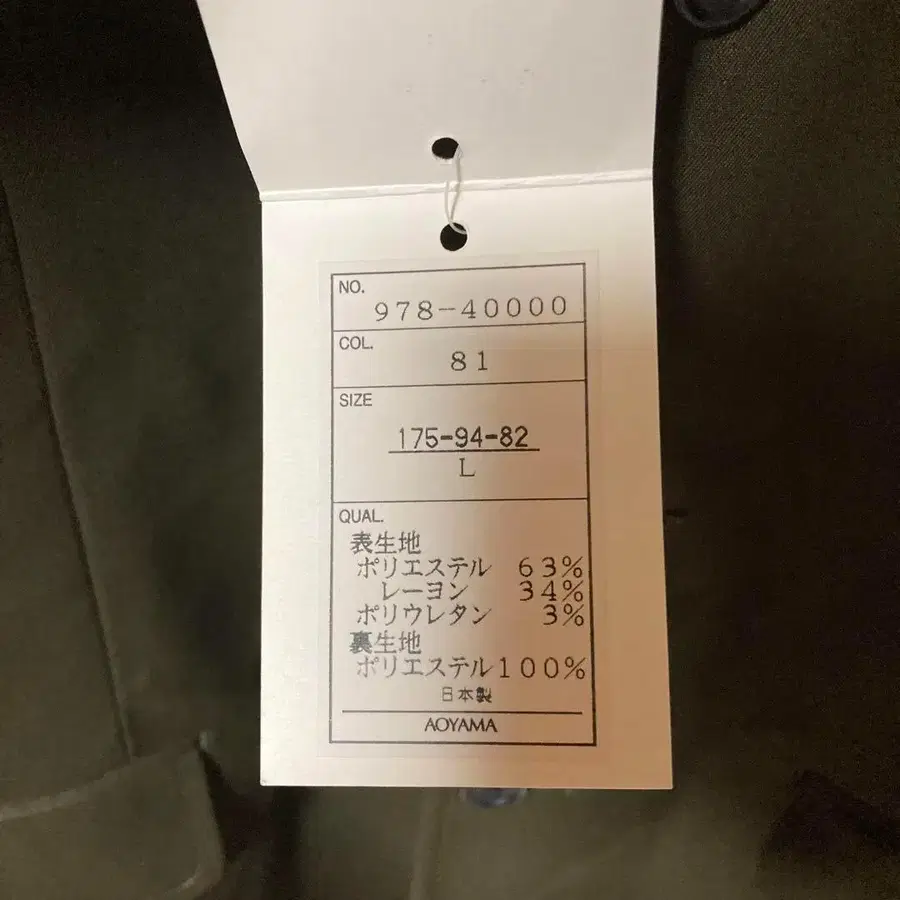 NO.
978-40000
COL.
81
SIZE
175-94-82
L
QUAL.
表生地
ポリエステル 63%
レーヨン 34%
ポリウレタン 3%
裏生地
ポリエステル100%
日本製
AOYAMA